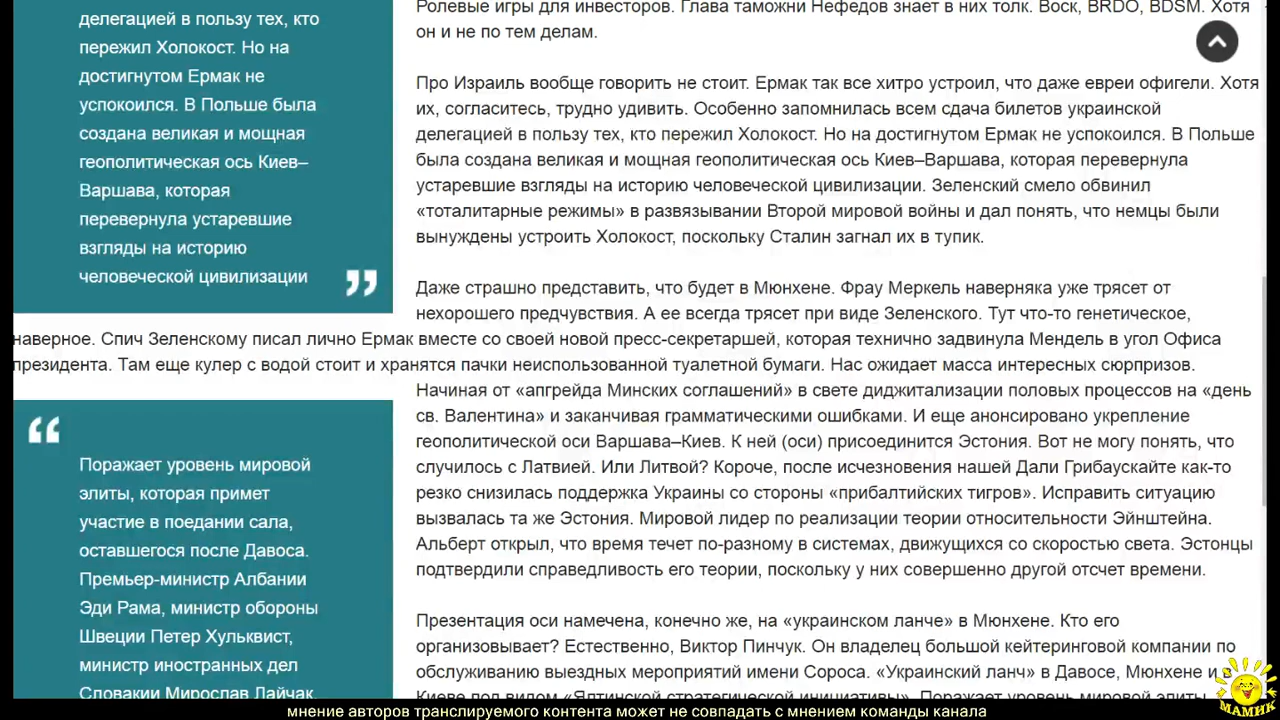 делегацией в пользу тех, кто
пережил Холокост. Но на
достигнутом Ермак не
успокоился. В Польше была
создана великая и мощная
геополитическая ось Киев–
Варшава, которая
перевернула устаревшие
взгляды на историю
человеческой цивилизации
”
Ролевые игры для инвесторов. Глава таможни Нефедов знает в них толк. Воск, BRDO, BDSM. Хотя
он и не по тем делам.
Про Израиль вообще говорить не стоит. Ермак так все хитро устроил, что даже евреи офигели. Хотя
их, согласитесь, трудно удивить. Особенно запомнилась всем сдача билетов украинской
делегацией в пользу тех, кто пережил Холокост. Но на достигнутом Ермак не успокоился. В Польше
была создана великая и мощная геополитическая ось Киев–Варшава, которая перевернула
устаревшие взгляды на историю человеческой цивилизации. Зеленский смело обвинил
«тоталитарные режимы» в развязывании Второй мировой войны и дал понять, что немцы были
вынуждены устроить Холокост, поскольку Сталин загнал их в тупик.
Даже страшно представить, что будет в Мюнхене. Фрау Меркель наверняка уже трясет от
нехорошего предчувствия. А ее всегда трясет при виде Зеленского. Тут что-то генетическое,
наверное. Спич Зеленскому писал лично Ермак вместе со своей новой пресс-секретаршей, которая технично задвинула Мендель в угол Офиса
президента. Там еще кулер с водой стоит и хранятся пачки неиспользованной туалетной бумаги. Нас ожидает масса интересных сюрпризов.
Начиная от «апгрейда Минских соглашений» в свете диджитализации половых процессов на «день
св. Валентина» и заканчивая грамматическими ошибками. И еще анонсировано укрепление
геополитической оси Варшава–Киев. К ней (оси) присоединится Эстония. Вот не могу понять, что
случилось с Латвией. Или Литвой? Короче, после исчезновения нашей Дали Грибаускайте как-то
резко снизилась поддержка Украины со стороны «прибалтийских тигров». Исправить ситуацию
вызвалась та же Эстония. Мировой лидер по реализации теории относительности Эйнштейна.
Альберт открыл, что время течет по-разному в системах, движущихся со скоростью света. Эстонцы
подтвердили справедливость его теории, поскольку у них совершенно другой отсчет времени.
“
Поражает уровень мировой
элиты, которая примет
участие в поедании сала,
оставшегося после Давоса.
Премьер-министр Албании
Эди Рама, министр обороны
Швеции Петер Хультквист,
министр иностранных дел
Словакии Мирослав Лайчак,
Презентация оси намечена, конечно же, на «украинском ланче» в Мюнхене. Кто его
организовывает? Естественно, Виктор Пинчук. Он владелец большой кейтеринговой компании по
обслуживанию выездных мероприятий имени Сороса. «Украинский ланч» в Давосе, Мюнхене и в
Киеве под видом «Ялтинской стратегической инициативы». Поражает уровень мировой элиты,
МАМИК
мнение авторов транслируемого контента может не совпадать с мнением команды канала